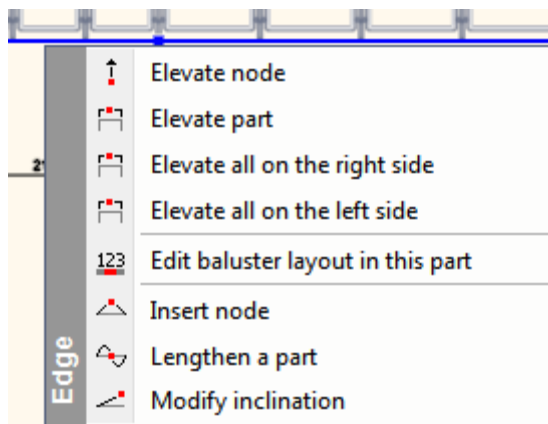 Elevate node
Elevate part
Elevate all on the right side
Elevate all on the left side
123 Edit baluster layout in this part
Insert node
Lengthen a part
Modify inclination
Edge